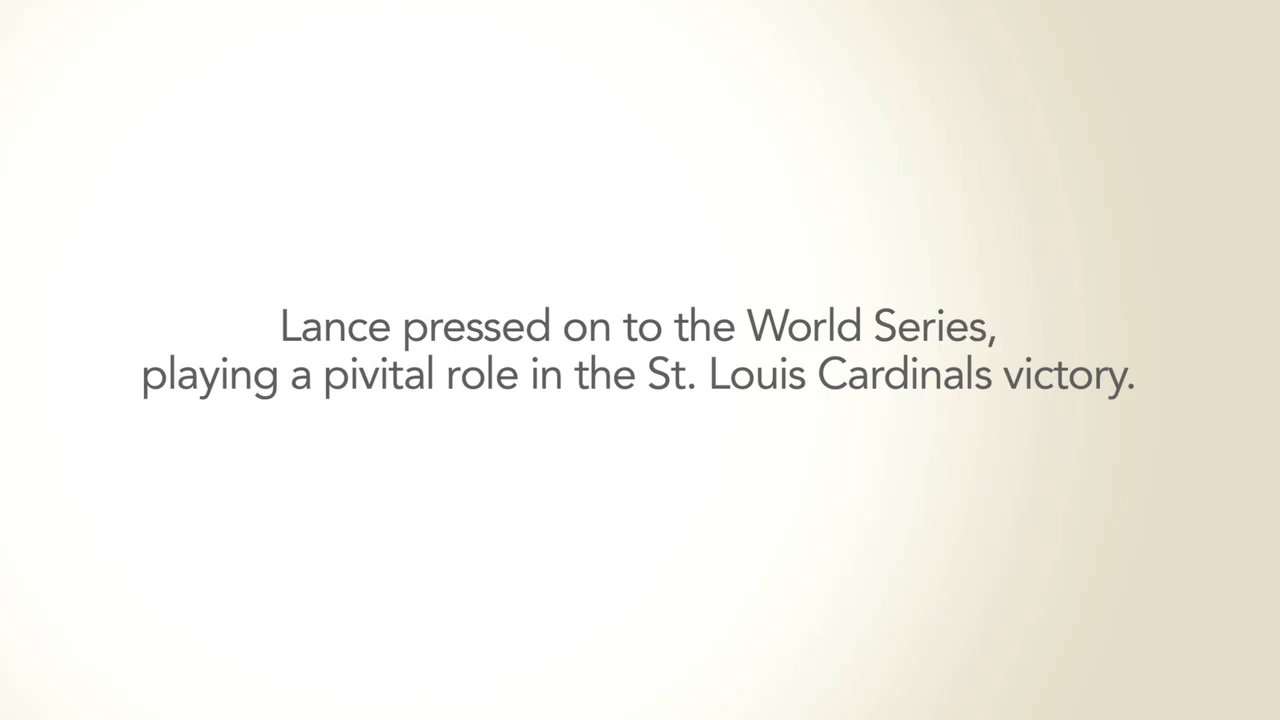 Lance pressed on to the World Series,
playing a pivital role in the St. Louis Cardinals victory.